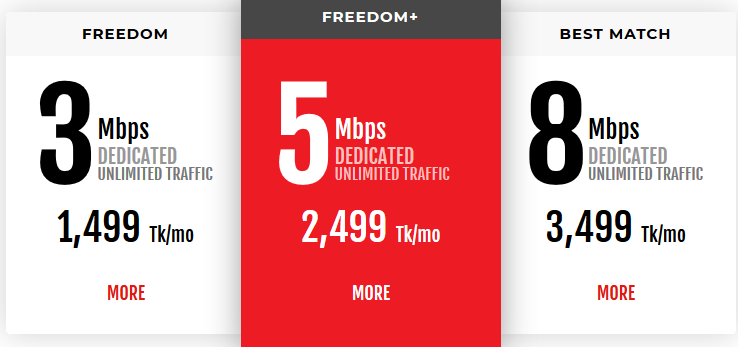 FREEDOM
3 Mbps
DEDICATED
UNLIMITED TRAFFIC
1,499 Tk/mo
MORE
FREEDOM+
5 Mbps
DEDICATED
UNLIMITED TRAFFIC
2,499 Tk/mo
MORE
BEST MATCH
8 Mbps
DEDICATED
UNLIMITED TRAFFIC
3,499 Tk/mo
MORE